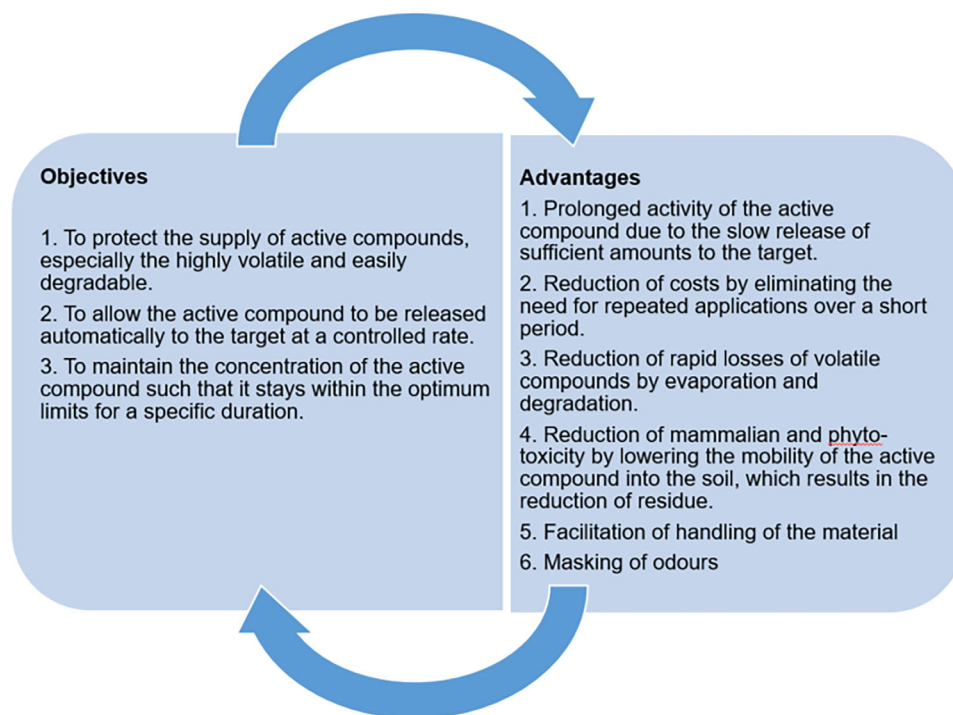 Objectives
1. To protect the supply of active compounds,
especially the highly volatile and easily
degradable.
2. To allow the active compound to be released
automatically to the target at a controlled rate.
3. To maintain the concentration of the active
compound such that it stays within the optimum
limits for a specific duration.
Advantages
1. Prolonged activity of the active
compound due to the slow release of
sufficient amounts to the target.
2. Reduction of costs by eliminating the
need for repeated applications over a short
period.
3. Reduction of rapid losses of volatile
compounds by evaporation and
degradation.
4. Reduction of mammalian and phyto-
toxicity by lowering the mobility of the active
compound into the soil, which results in the
reduction of residue.
5. Facilitation of handling of the material
6. Masking of odours